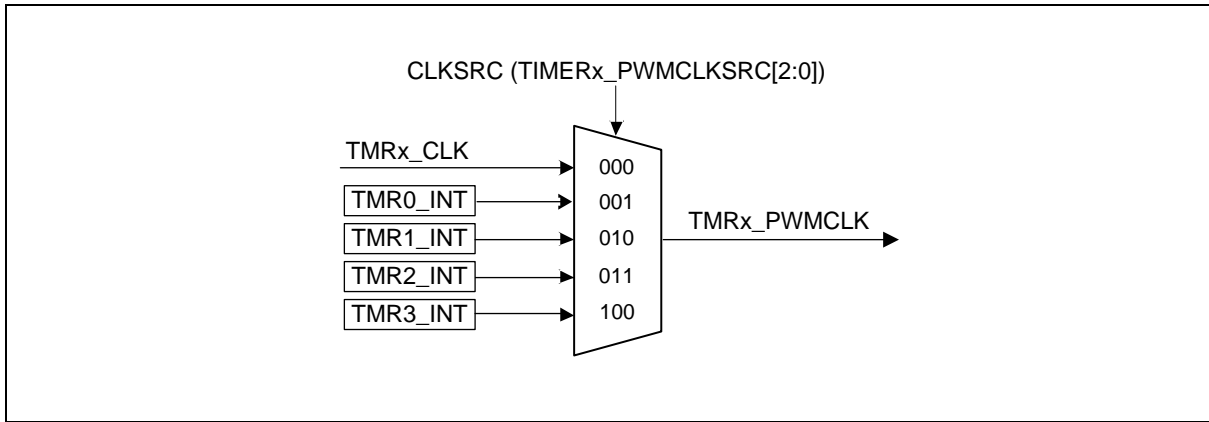 CLKSRC (TIMERx_PWMCLKSRC[2:0])
TMRx_CLK
000
TMR0_INT
001
TMRx_PWMCLK
TMR1_INT
010
TMR2_INT
011
TMR3_INT
100